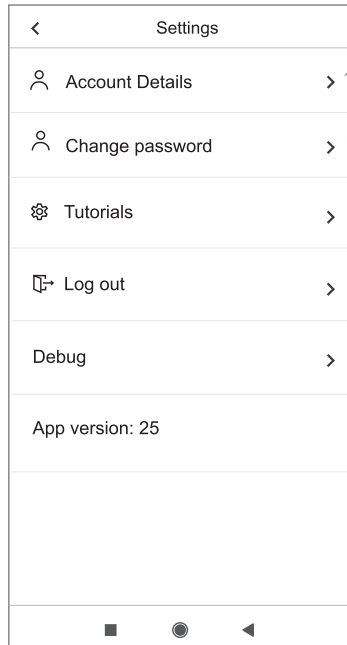 Settings
Account Details
Change password
Tutorials
Log out
Debug
App version: 25